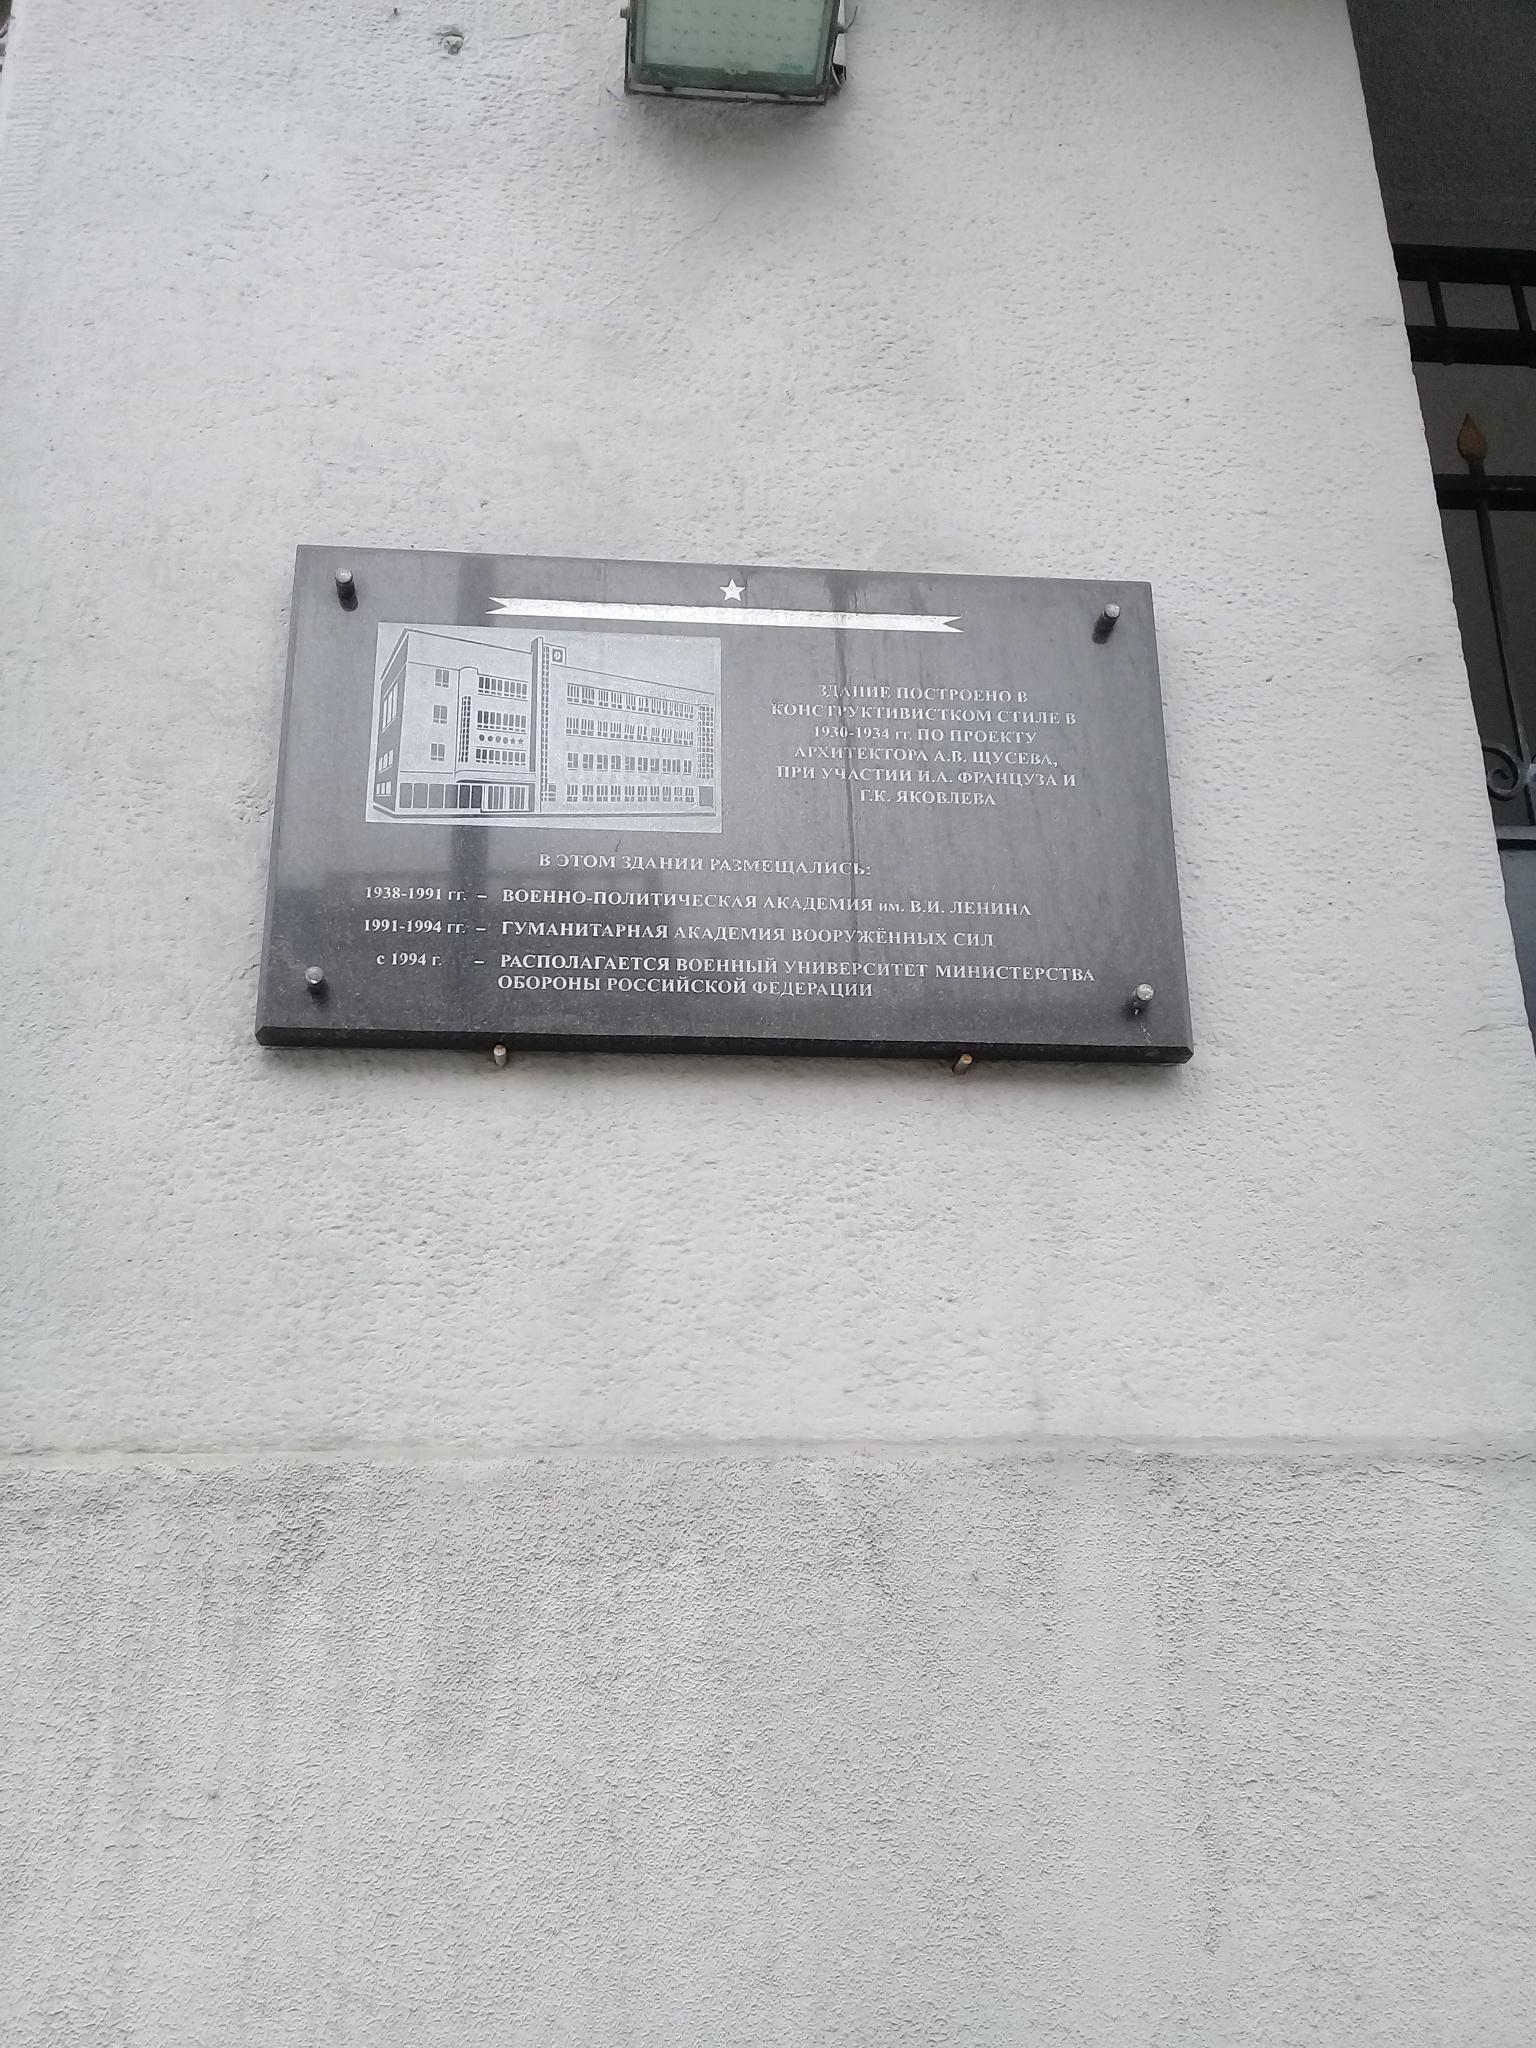 ЗДАНИЕ ПОСТРОЕНО В
КОНСТРУКТИВИСТКОМ СТИЛЕ В
1930-1934 гг. ПО ПРОЕКТУ
АРХИТЕКТОРА А.В. ЩУСЕВА,
ПРИ УЧАСТИИ И.А. ФРАНЦУЗА И
Г.К. ЯКОВЛЕВА
В ЭТОМ ЗДАНИИ РАЗМЕЩАЛИСЬ:
1938-1991 гг. – ВОЕННО-ПОЛИТИЧЕСКАЯ АКАДЕМИЯ им. В.И. ЛЕНИНА
1991-1994 гг. – ГУМАНИТАРНАЯ АКАДЕМИЯ ВООРУЖЁННЫХ СИЛ
с 1994 г. – РАСПОЛАГАЕТСЯ ВОЕННЫЙ УНИВЕРСИТЕТ МИНИСТЕРСТВА
ОБОРОНЫ РОССИЙСКОЙ ФЕДЕРАЦИИ